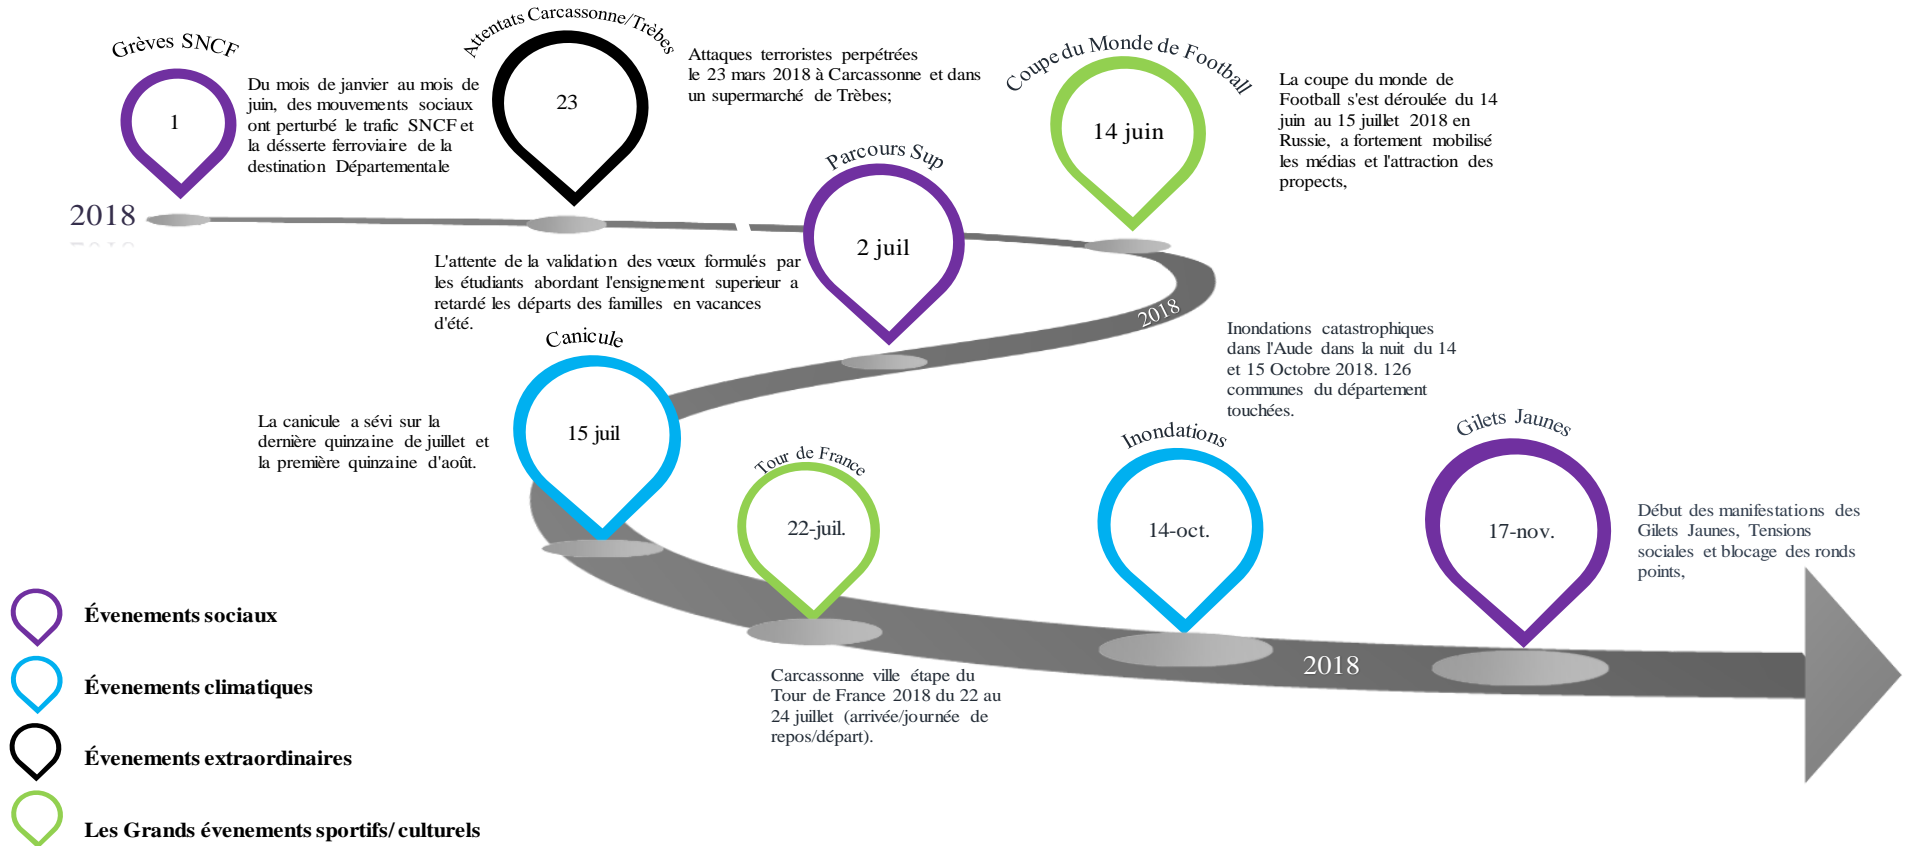 Grèves SNCF
1
Du mois de janvier au mois de
juin, des mouvements sociaux
ont perturbé le trafic SNCF et
la désserte ferroviaire de la
destination Départementale
Attentats Carcassonne/Trèbes
23
Attaques terroristes perpétrées
le 23 mars 2018 à Carcassonne et dans
un supermarché de Trèbes;
Coupe du Monde de Football
14 juin
La coupe du monde de
Football s'est déroulée du 14
juin au 15 juillet 2018 en
Russie, a fortement mobilisé
les médias et l'attraction des
propects,
2018
Parcours Sup
2 juil
L'attente de la validation des vœux formulés par
les étudiants abordant l'ensignement superieur a
retardé les départs des familles en vacances
d'été.
2018
Canicule
15 juil
La canicule a sévi sur la
dernière quinzaine de juillet et
la première quinzaine d'août.
Tour de France
22-juil.
Carcassonne ville étape du
Tour de France 2018 du 22 au
24 juillet (arrivée/journée de
repos/départ).
Inondations catastrophiques
dans l'Aude dans la nuit du 14
et 15 Octobre 2018. 126
communes du département
touchées.
Inondations
14-oct.
Gilets Jaunes
17-nov.
Début des manifestations des
Gilets Jaunes, Tensions
sociales et blocage des ronds
points,
2018
Évenements sociaux
Évenements climatiques
Évenements extraordinaires
Les Grands évenements sportifs/ culturels